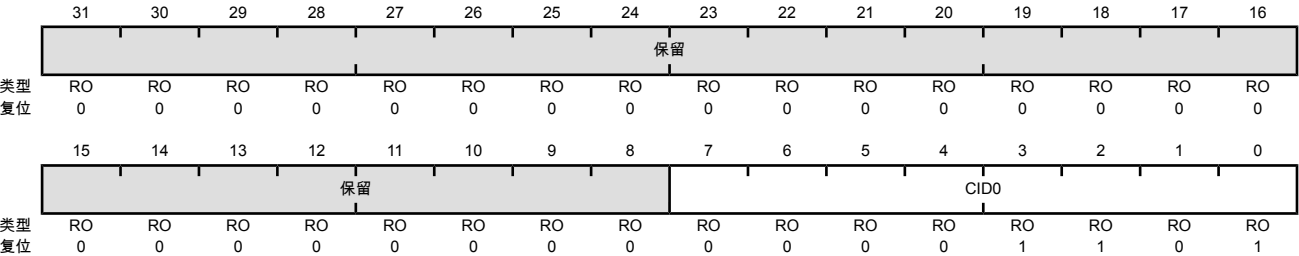 31 30 29 28 27 26 25 24 23 22 21 20 19 18 17 16
保留
类型 RO RO RO RO RO RO RO RO RO RO RO RO RO RO RO RO
复位 0 0 0 0 0 0 0 0 0 0 0 0 0 0 0 0
15 14 13 12 11 10 9 8 7 6 5 4 3 2 1 0
保留 CID0
类型 RO RO RO RO RO RO RO RO RO RO RO RO RO RO RO RO
复位 0 0 0 0 0 0 0 0 0 0 0 0 1 1 0 1